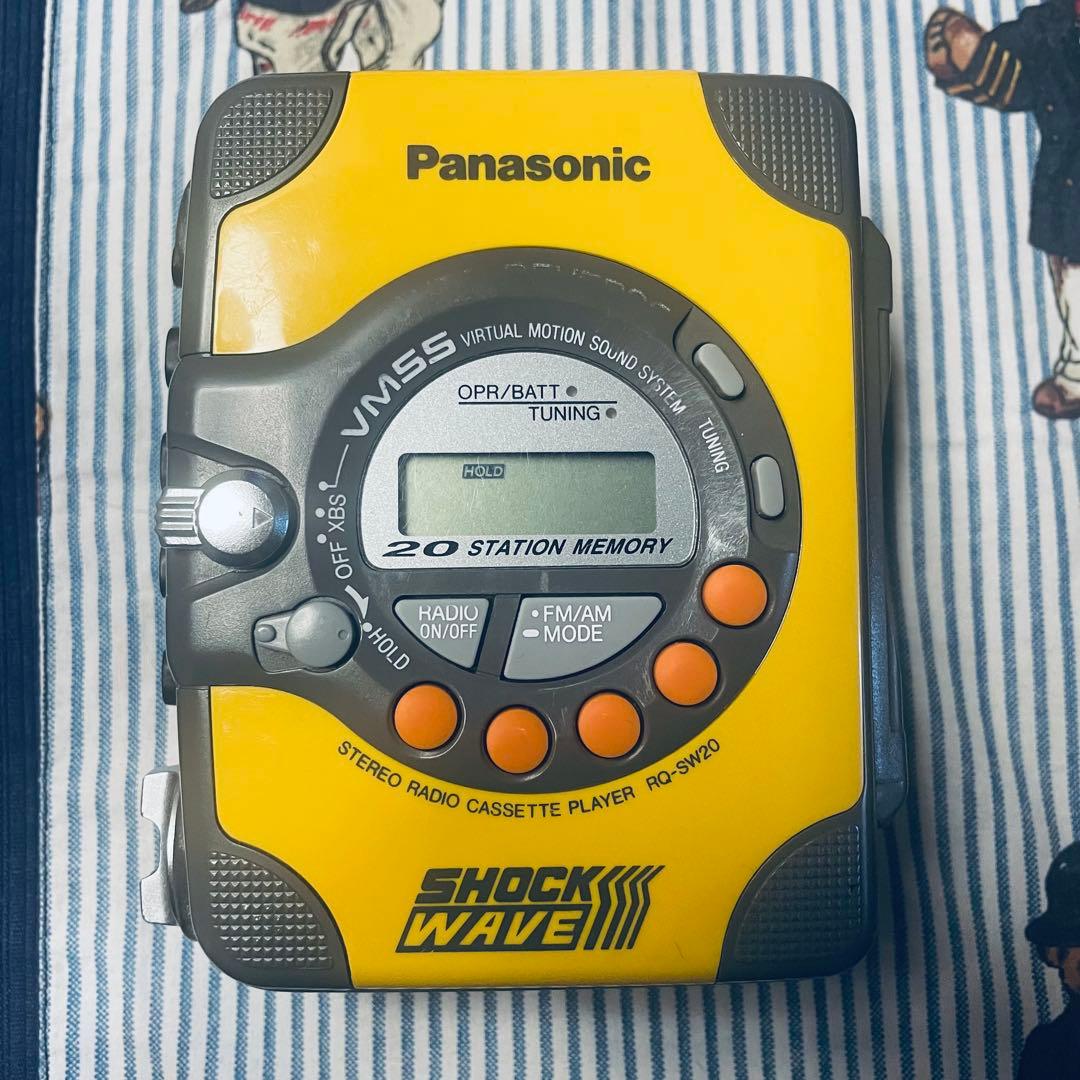 Panasonic
VMSS VIRTUAL MOTION SOUND SYSTEM
TUNING
OPR/BATT
TUNING
HOLD
20 STATION MEMORY
XBS
OFF
HOLD
RADIO
ON/OFF
FM/AM
MODE
STEREO RADIO CASSETTE PLAYER RQ-SW20
SHOCK
WAVE